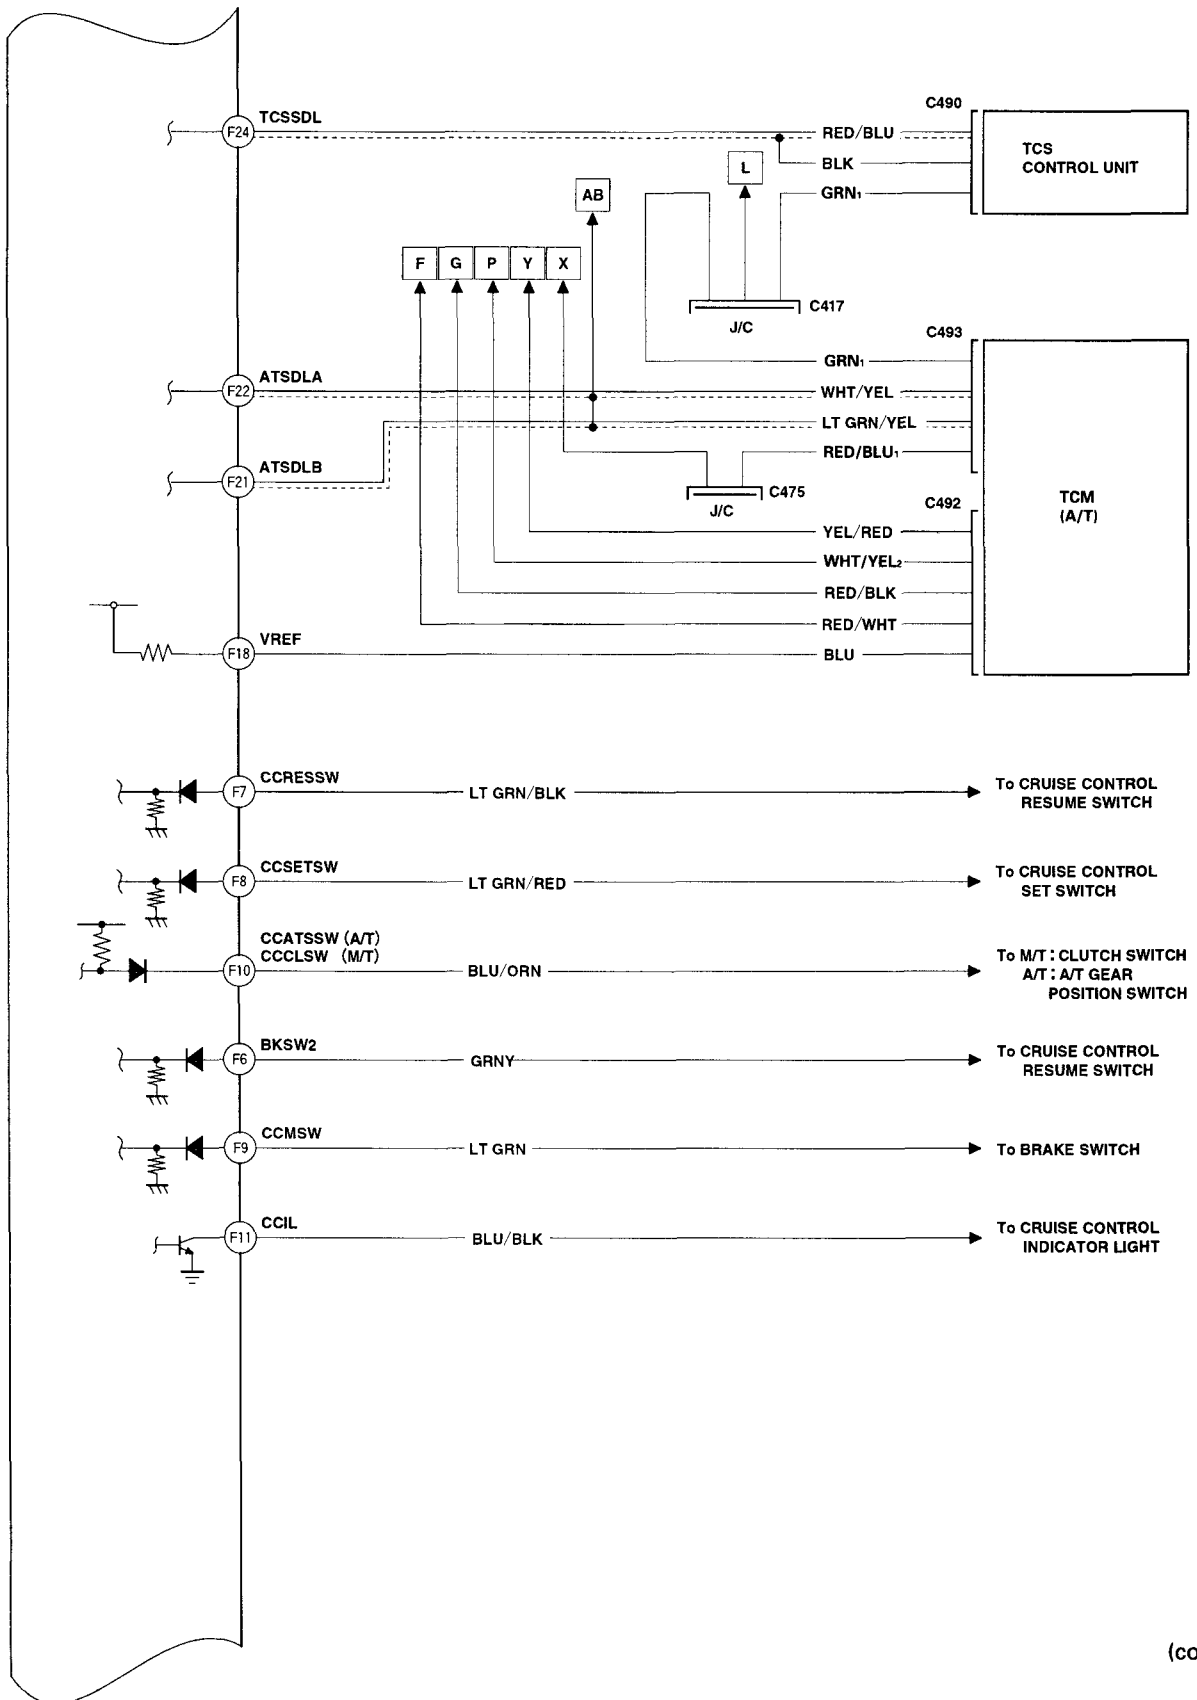 C490
F24 TCSSDL
RED/BLU
BLK
GRN1
TCS
CONTROL UNIT
L
AB
F G P Y X
C417
J/C
C493
GRN1
F22 ATSDLA
WHT/YEL
LT GRN/YEL
RED/BLU1
F21 ATSDLB
C475
J/C
C492
TCM
(A/T)
YEL/RED
WHT/YEL2
RED/BLK
RED/WHT
F18 VREF
BLU
F7 CCRESSW
LT GRN/BLK
To CRUISE CONTROL
RESUME SWITCH
F8 CCSETSW
LT GRN/RED
To CRUISE CONTROL
SET SWITCH
CCATSSW (A/T)
CCCLSW (M/T)
F10
BLU/ORN
To M/T : CLUTCH SWITCH
A/T : A/T GEAR
POSITION SWITCH
F6 BKSW2
GRNY
To CRUISE CONTROL
RESUME SWITCH
F9 CCMSW
LT GRN
To BRAKE SWITCH
F11 CCIL
BLU/BLK
To CRUISE CONTROL
INDICATOR LIGHT
(co